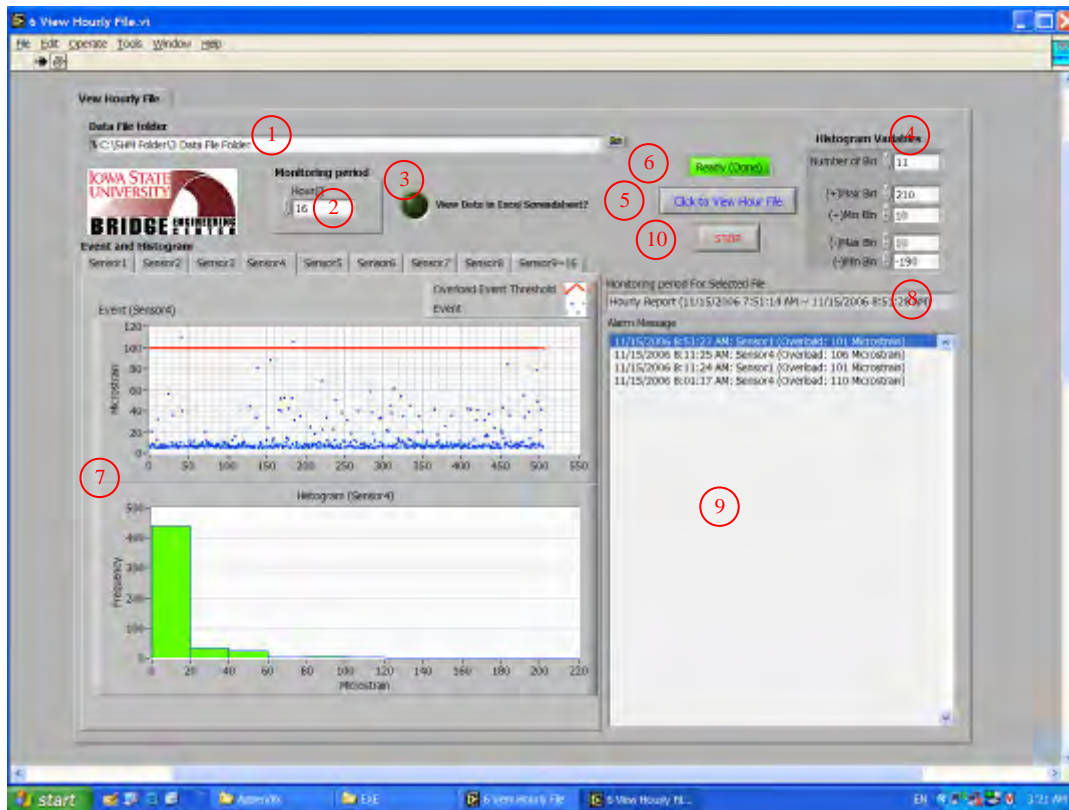 6 View Hourly File.vi
File Edit Operate Tools Window Help
View Hourly File
Data File folder
1
C:\SHM Folder\3 Data File Folder
Histogram Variables
4
Number of Bin 11
(+)Max Bin 210
(+)Min Bin 10
(-)Max Bin
(-)Min Bin -190
IOWA STATE
UNIVERSITY
BRIDGE ENGINEERING
CENTER
Monitoring period
2
16
3
View Data in Excel Spreadsheet?
6
Ready (Done)
5
Click to View Hour File
10
STOP
Event and Histogram
Sensor1 Sensor2 Sensor3 Sensor4 Sensor5 Sensor6 Sensor7 Sensor8 Sensor9~16
Overload Event Threshold
Event
Event (Sensor4)
120
100
80
60
40
20
0
Microstrain
0 50 100 150 200 250 300 350 400 450 500 550
7
Histogram (Sensor4)
500
400
300
200
100
0
Frequency
0 20 40 60 80 100 120 140 160 180 200 220
Microstrain
Monitoring period For Selected File
8
Hourly Report (11/15/2006 7:51:14 AM ~ 11/15/2006 8:51:28 AM)
Alarm Message
11/15/2006 8:51:27 AM: Sensor1 (Overload: 101 Microstrain)
11/15/2006 8:11:25 AM: Sensor4 (Overload: 106 Microstrain)
11/15/2006 8:11:24 AM: Sensor1 (Overload: 101 Microstrain)
11/15/2006 8:01:17 AM: Sensor4 (Overload: 110 Microstrain)
9
start
Appendix
EXE
6 View Hourly File
6 View Hourly Fil...
EN
3:21 AM